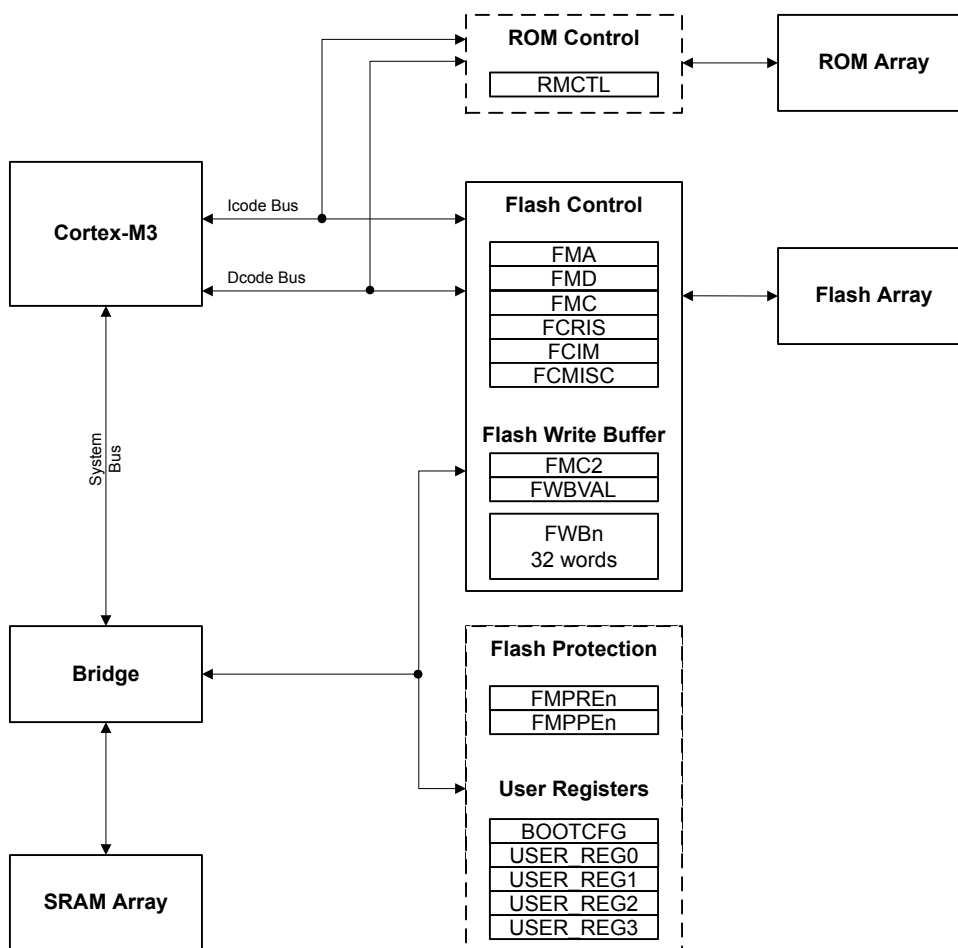 ROM Control
RMCTL
ROM Array
Cortex-M3
Icode Bus
Dcode Bus
Flash Control
FMA
FMD
FMC
FCRIS
FCIM
FCMISC
Flash Array
System
Bus
Flash Write Buffer
FMC2
FWBVAL
FWBn
32 words
Bridge
Flash Protection
FMPREn
FMPPEn
User Registers
BOOTCFG
USER_REG0
USER_REG1
USER_REG2
USER_REG3
SRAM Array